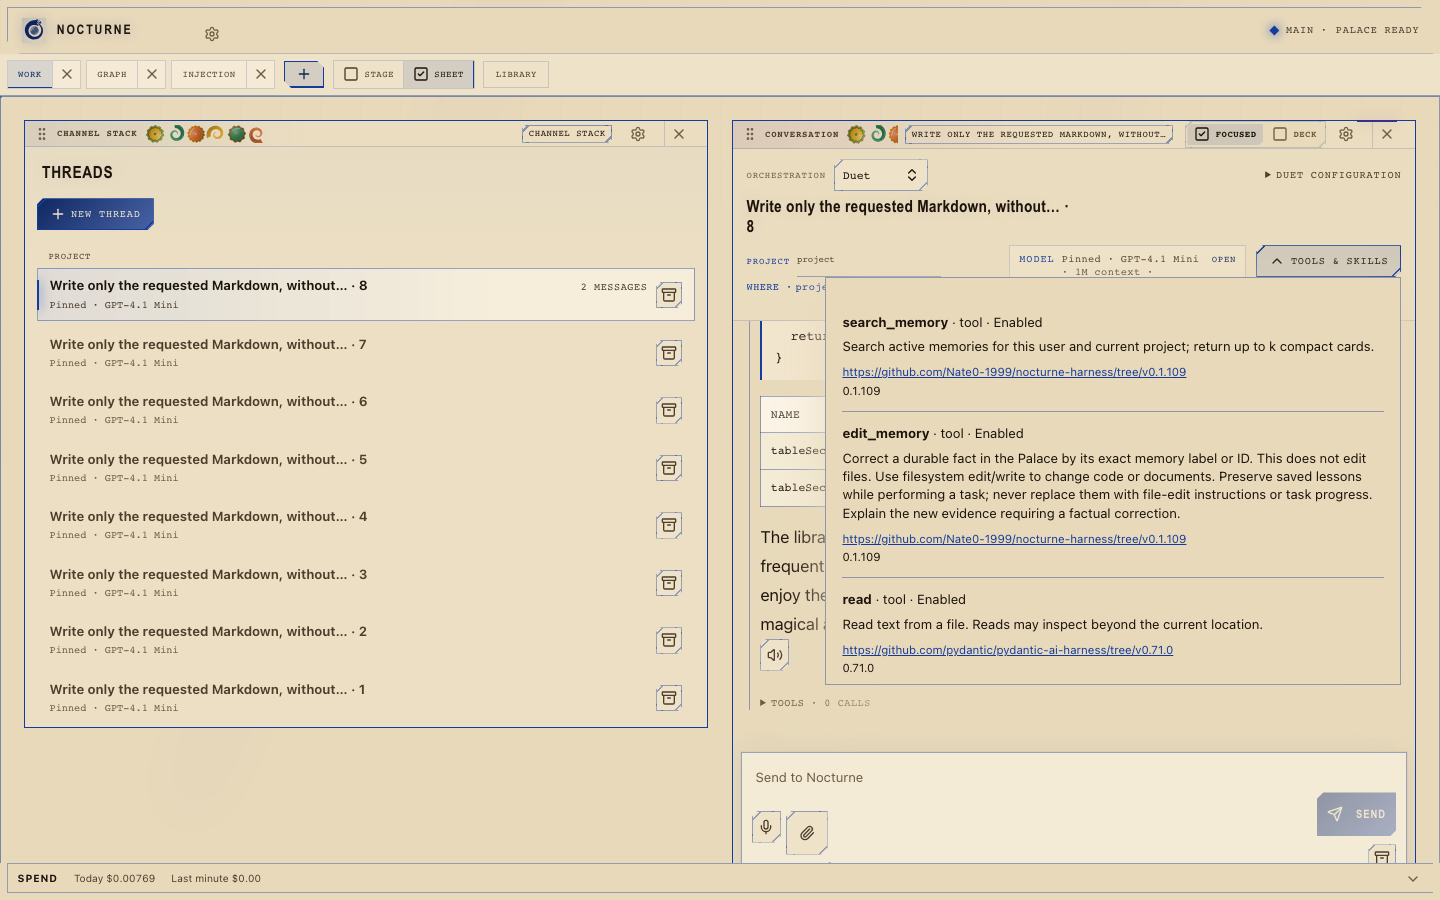 NOCTURNE
MAIN · PALACE READY
WORK
GRAPH
INJECTION
STAGE
SHEET
LIBRARY
CHANNEL STACK
CHANNEL STACK
THREADS
NEW THREAD
PROJECT
Write only the requested Markdown, without... · 8
2 MESSAGES
Pinned · GPT-4.1 Mini
Write only the requested Markdown, without... · 7
Pinned · GPT-4.1 Mini
Write only the requested Markdown, without... · 6
Pinned · GPT-4.1 Mini
Write only the requested Markdown, without... · 5
Pinned · GPT-4.1 Mini
Write only the requested Markdown, without... · 4
Pinned · GPT-4.1 Mini
Write only the requested Markdown, without... · 3
Pinned · GPT-4.1 Mini
Write only the requested Markdown, without... · 2
Pinned · GPT-4.1 Mini
Write only the requested Markdown, without... · 1
Pinned · GPT-4.1 Mini
CONVERSATION
WRITE ONLY THE REQUESTED MARKDOWN, WITHOUT…
FOCUSED
DECK
ORCHESTRATION
Duet
DUET CONFIGURATION
Write only the requested Markdown, without... ·
8
PROJECT project
MODEL Pinned · GPT-4.1 Mini
· 1M context ·
OPEN
TOOLS & SKILLS
WHERE · proje
retur
}
NAME
tableSec
tableSec
The libra
frequent
enjoy the
magical
search_memory · tool · Enabled
Search active memories for this user and current project; return up to k compact cards.
https://github.com/Nate0-1999/nocturne-harness/tree/v0.1.109
0.1.109
edit_memory · tool · Enabled
Correct a durable fact in the Palace by its exact memory label or ID. This does not edit
files. Use filesystem edit/write to change code or documents. Preserve saved lessons
while performing a task; never replace them with file-edit instructions or task progress.
Explain the new evidence requiring a factual correction.
https://github.com/Nate0-1999/nocturne-harness/tree/v0.1.109
0.1.109
read · tool · Enabled
Read text from a file. Reads may inspect beyond the current location.
https://github.com/pydantic/pydantic-ai-harness/tree/v0.71.0
0.71.0
TOOLS · 0 CALLS
Send to Nocturne
SEND
SPEND
Today $0.00769
Last minute $0.00